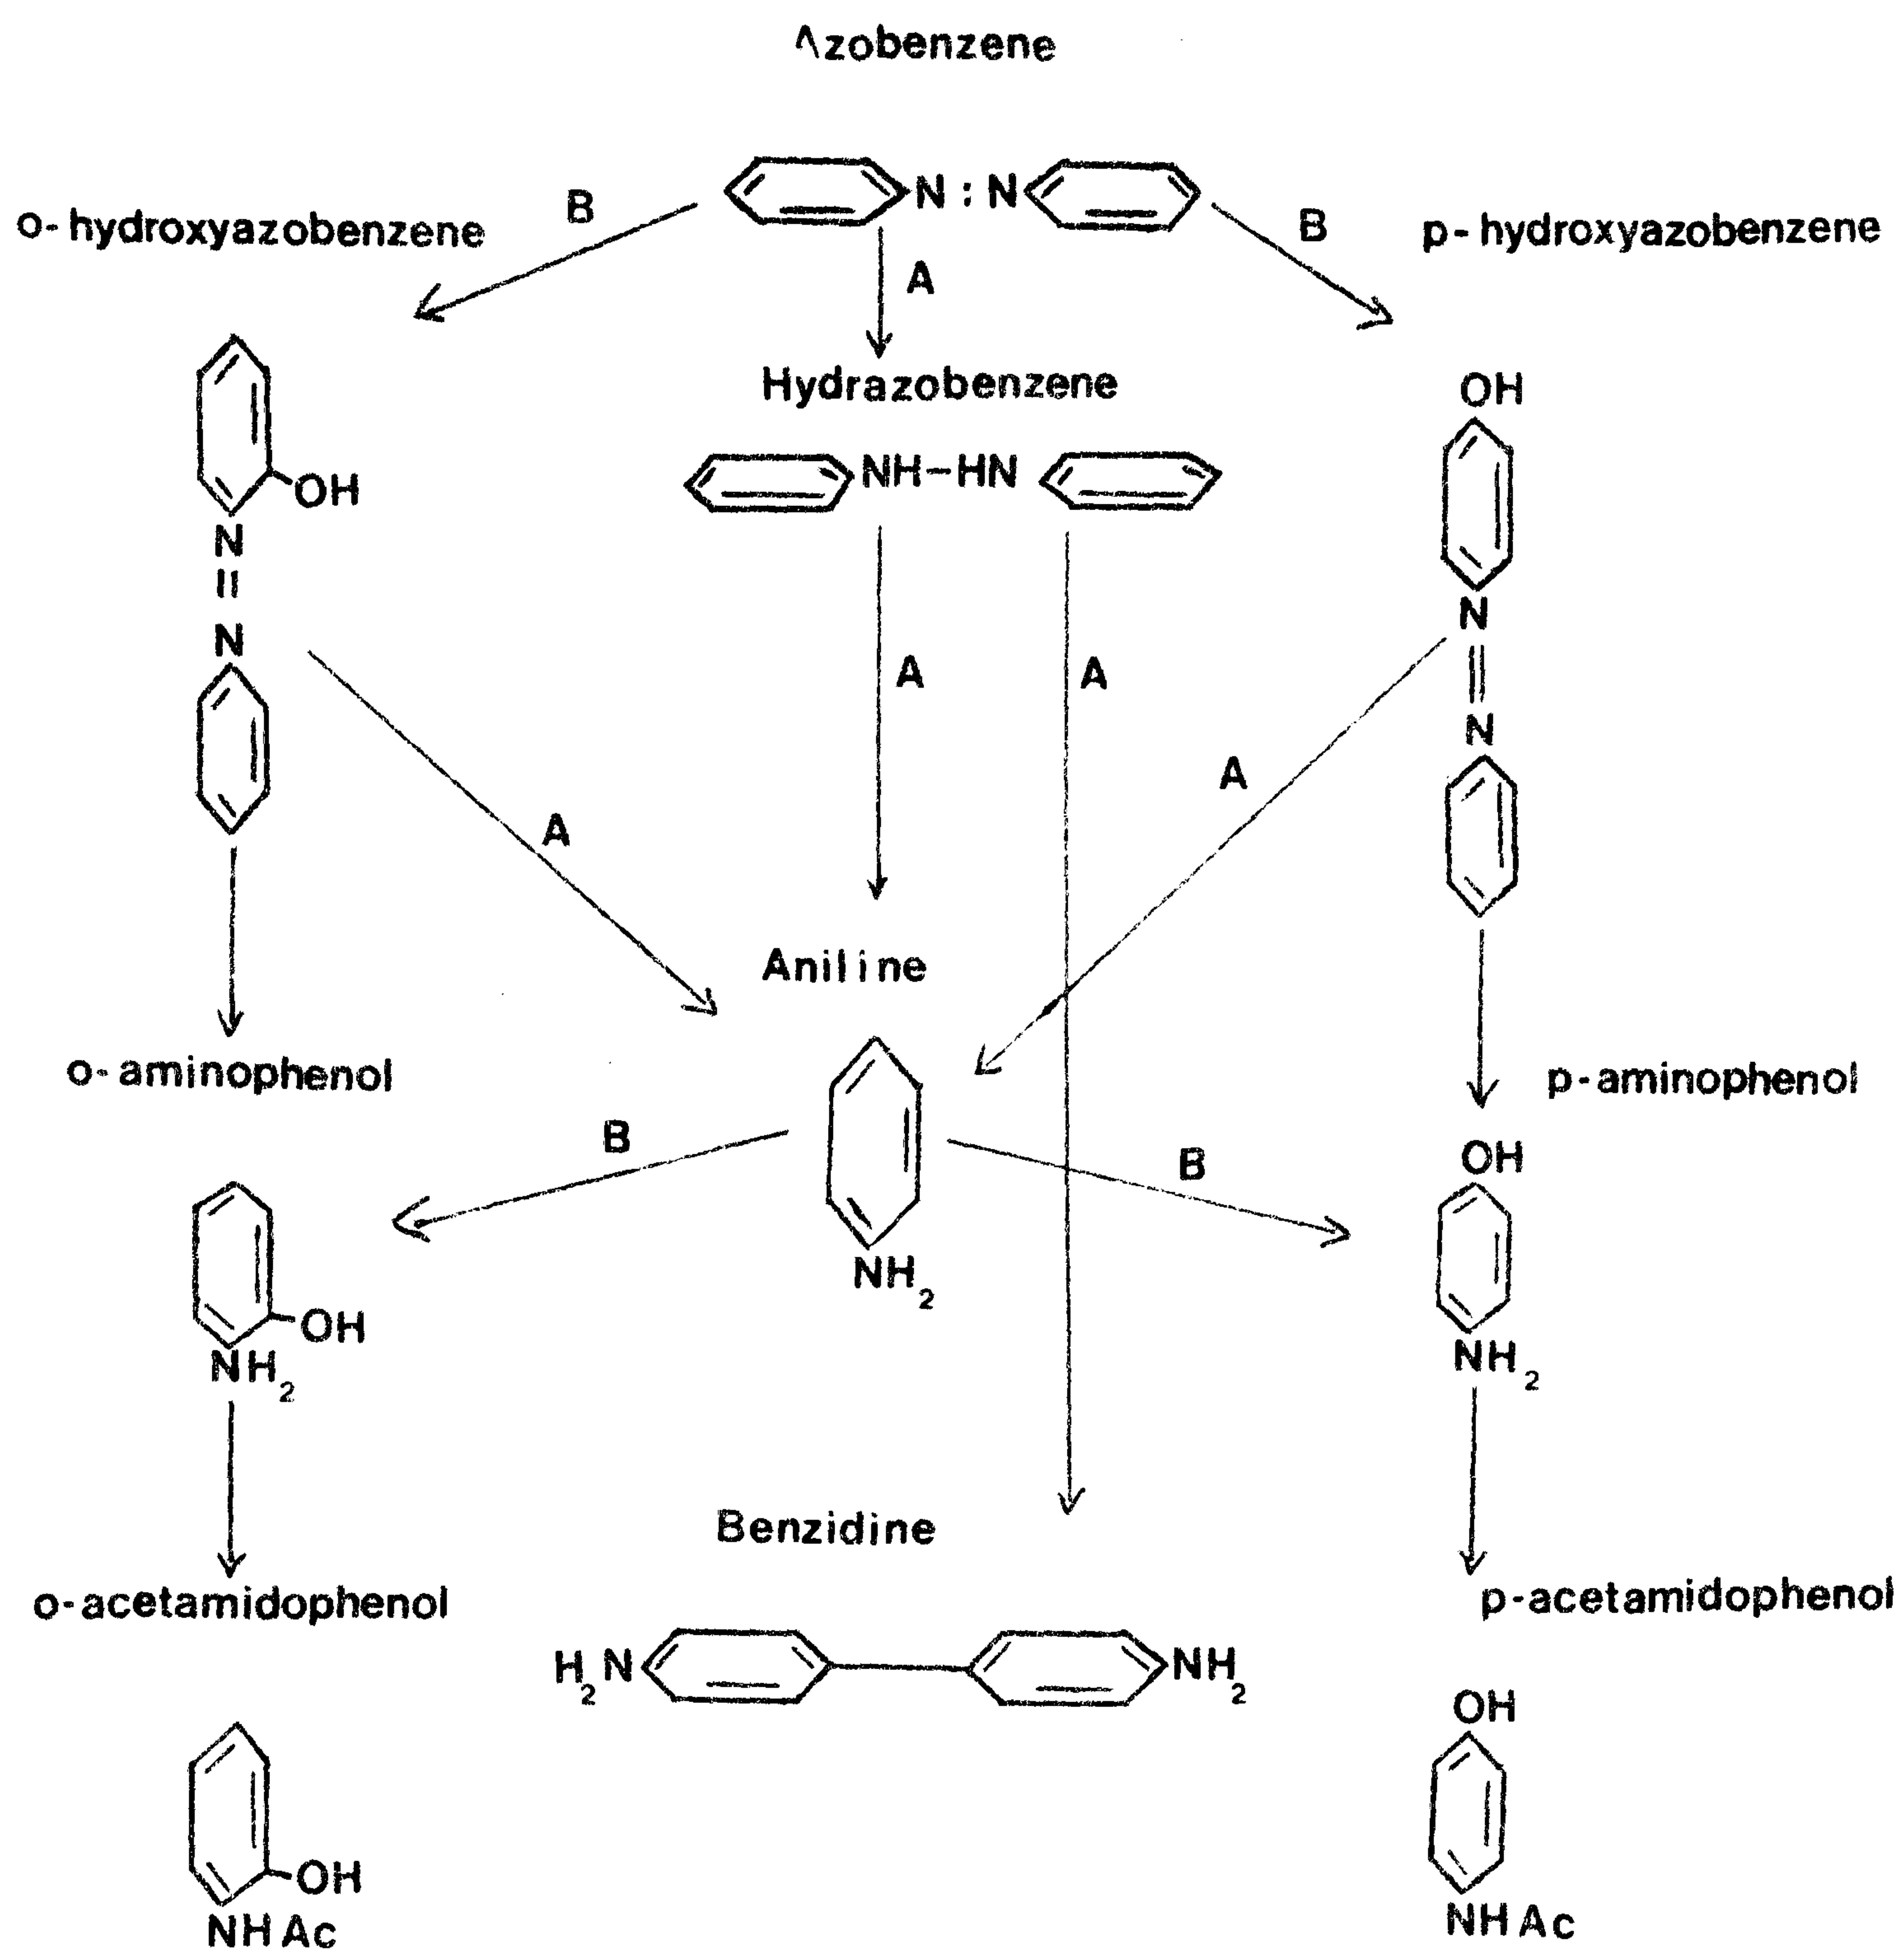 Azobenzene
N : N
B
B
o-hydroxyazobenzene
p-hydroxyazobenzene
A
Hydrazobenzene
OH
NH-HN
OH
N
=
N
N
=
N
A
A
A
A
Aniline
o-aminophenol
p-aminophenol
B
B
OH
NH2
OH
NH2
NH2
Benzidine
o-acetamidophenol
p-acetamidophenol
H2N
NH2
OH
OH
NHAc
NHAc